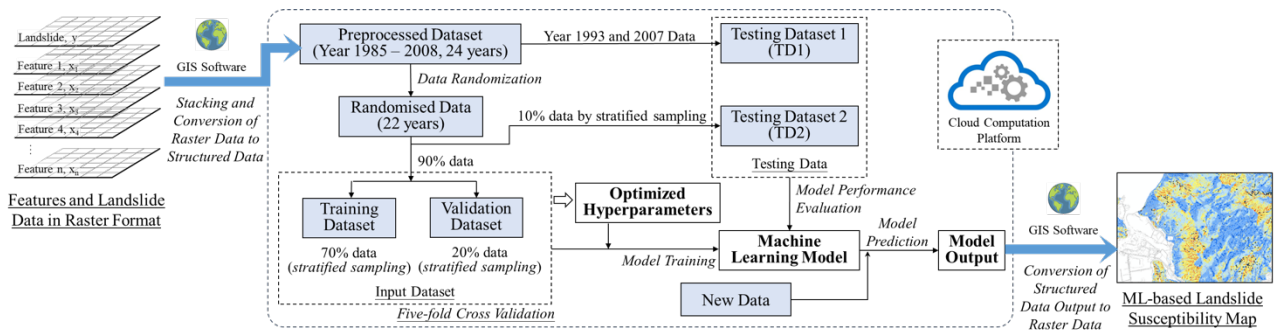 Landslide, y
Feature 1, x1
Feature 2, x2
Feature 3, x3
Feature 4, x4
⋮
Feature n, xn
Features and Landslide
Data in Raster Format
GIS Software
Stacking and
Conversion of
Raster Data to
Structured Data
Preprocessed Dataset
(Year 1985 – 2008, 24 years)
Year 1993 and 2007 Data
Testing Dataset 1
(TD1)
Data Randomization
Randomised Data
(22 years)
10% data by stratified sampling
Testing Dataset 2
(TD2)
Testing Data
90% data
Training
Dataset
Validation
Dataset
70% data
(stratified sampling)
20% data
(stratified sampling)
Input Dataset
Five-fold Cross Validation
Optimized
Hyperparameters
Model Training
Model Performance
Evaluation
Machine
Learning Model
New Data
Model
Prediction
Model
Output
Cloud Computation
Platform
GIS Software
Conversion of
Structured
Data Output to
Raster Data
ML-based Landslide
Susceptibility Map